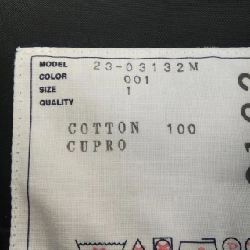 MODEL 23-03132M
COLOR 001
SIZE 1
QUALITY
COTTON 100
CUPRO